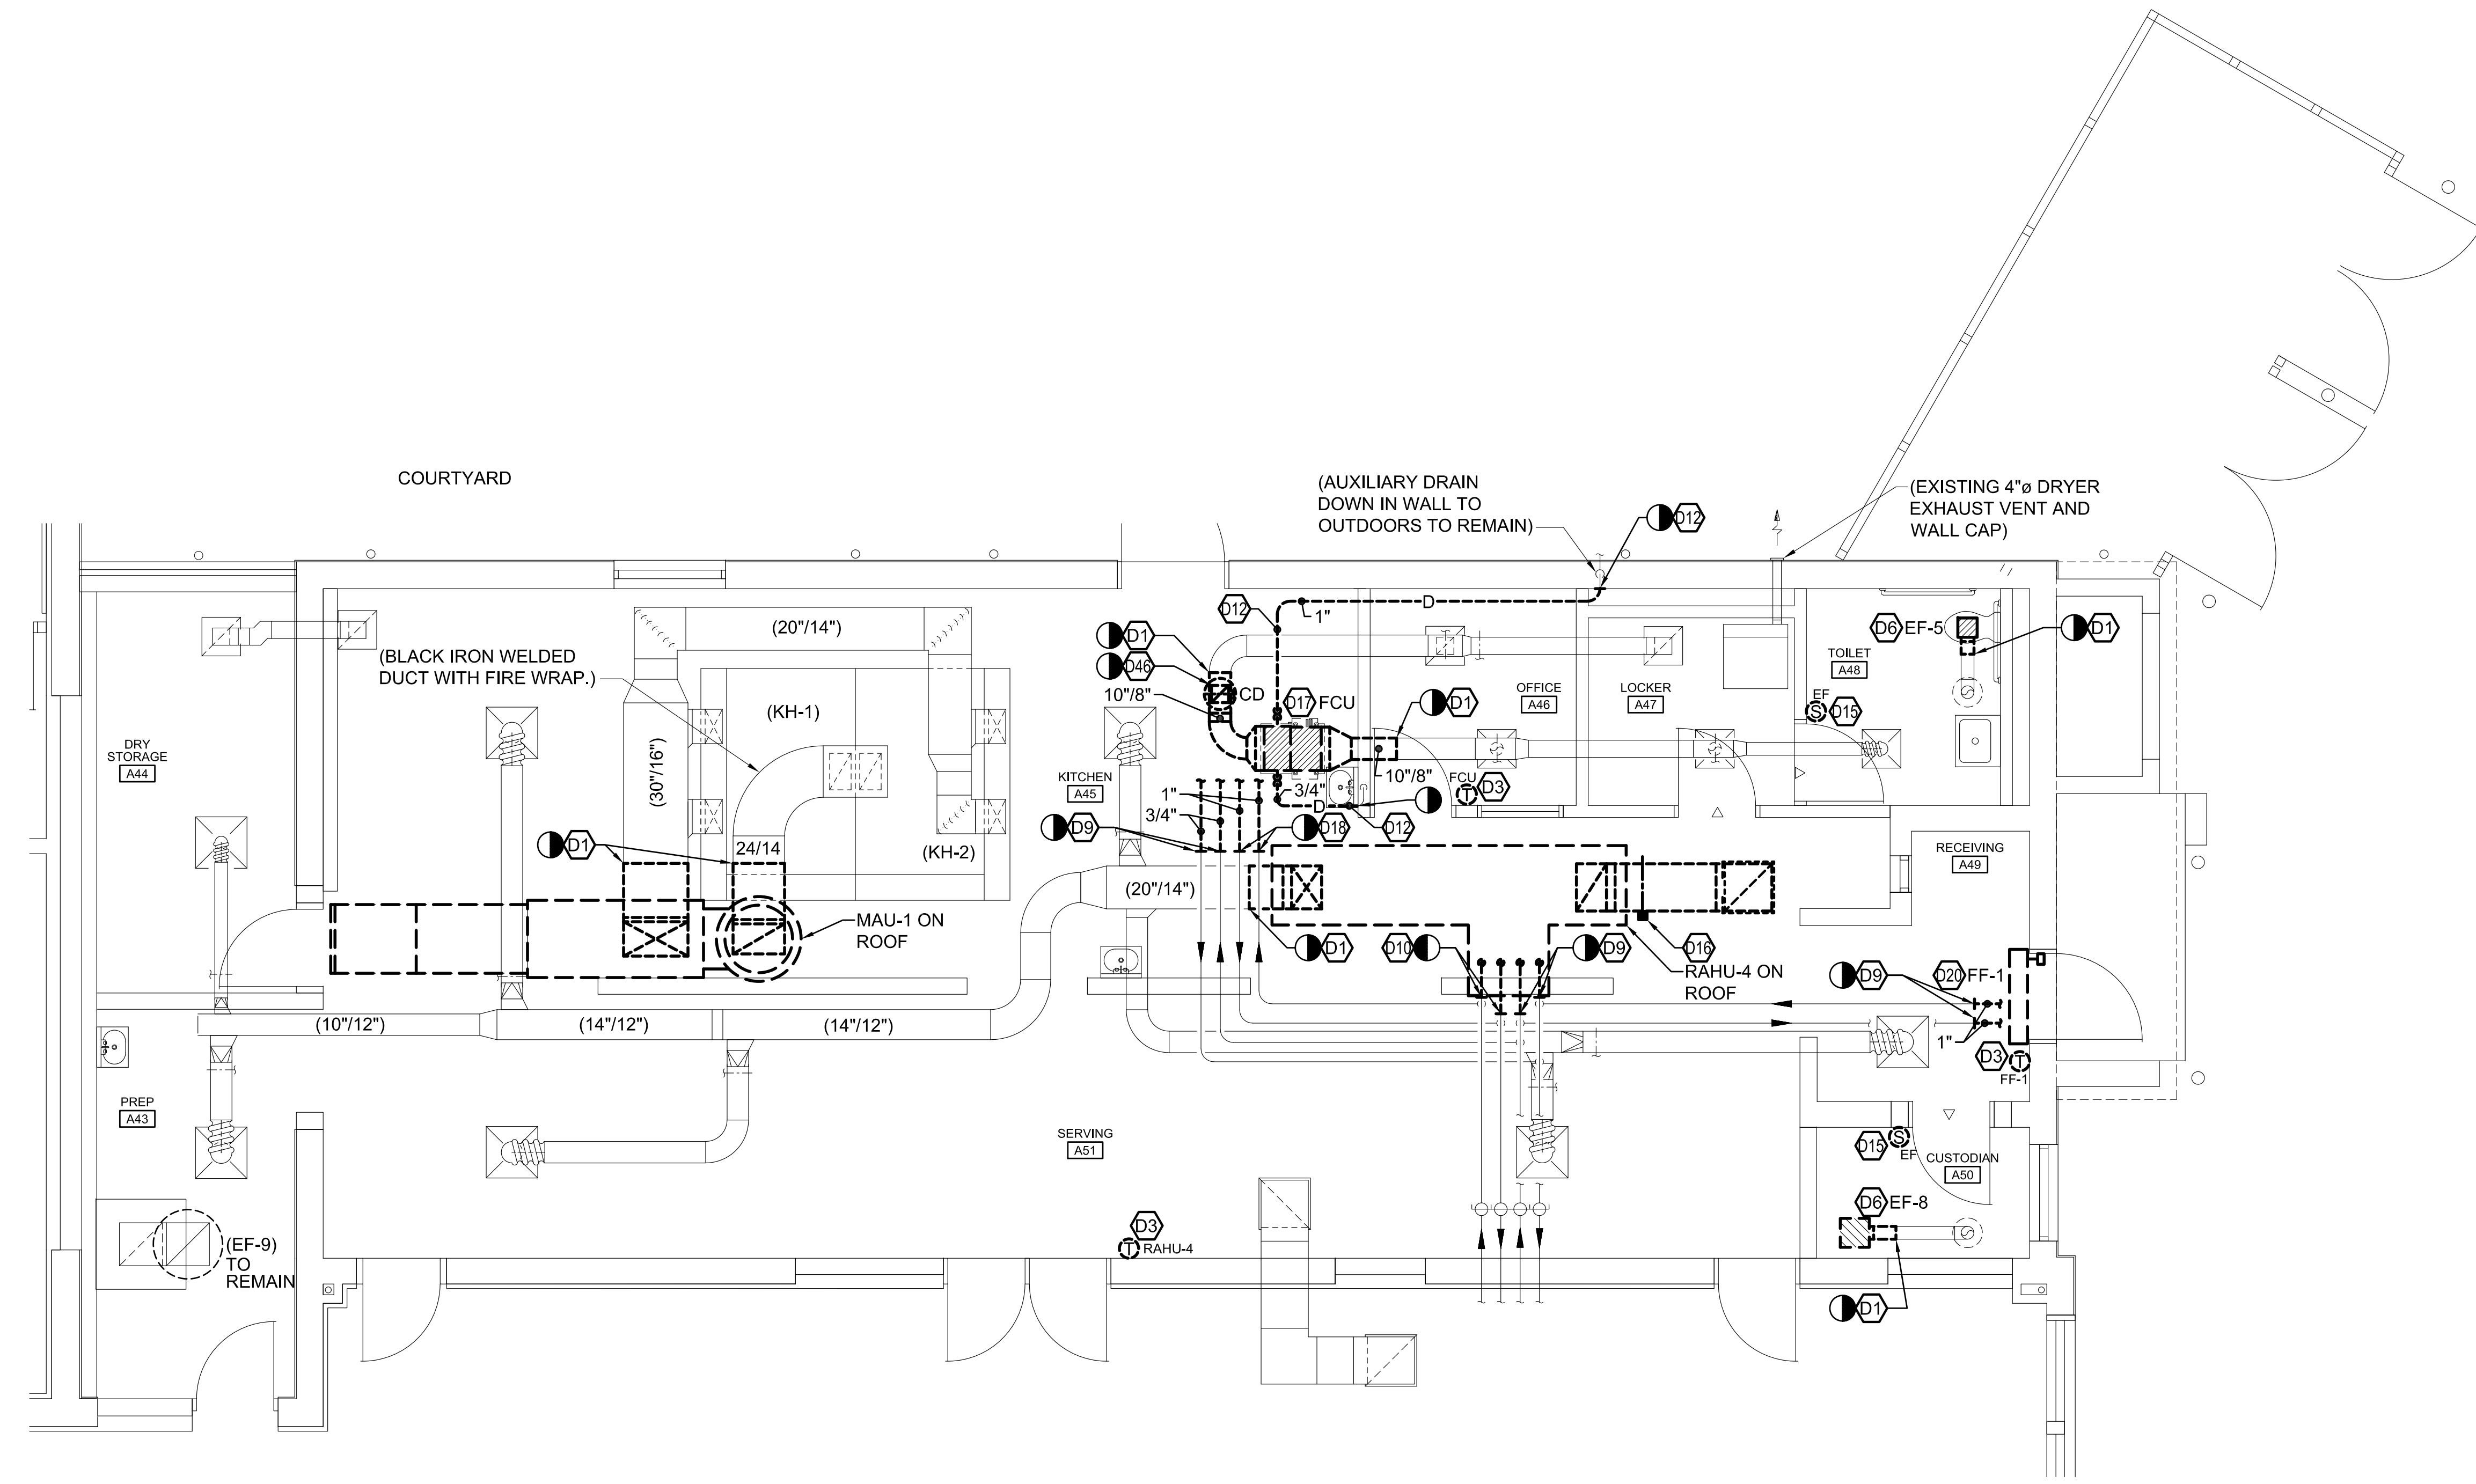 COURTYARD
(AUXILIARY DRAIN
DOWN IN WALL TO
OUTDOORS TO REMAIN)
D12
(EXISTING 4"ø DRYER
EXHAUST VENT AND
WALL CAP)
D12
1"
D
D1
D46
10"/8"
CD
D17 FCU
D1
10"/8"
OFFICE
A46
LOCKER
A47
TOILET
A48
D6 EF-5
D1
EF
S D15
(20"/14")
(BLACK IRON WELDED
DUCT WITH FIRE WRAP.)
(KH-1)
(30"/16")
(KH-2)
24/14
D1
DRY
STORAGE
A44
KITCHEN
A45
1"
3/4"
D9
D18
3/4"
D
D12
FCU
T D3
RECEIVING
A49
(20"/14")
MAU-1 ON
ROOF
D1
D10
D9
D16
RAHU-4 ON
ROOF
D9
D20 FF-1
1"
D3
T
FF-1
(10"/12")
(14"/12")
(14"/12")
PREP
A43
SERVING
A51
D15
S
EF
CUSTODIAN
A50
D6 EF-8
D1
D3
T RAHU-4
(EF-9)
TO
REMAIN